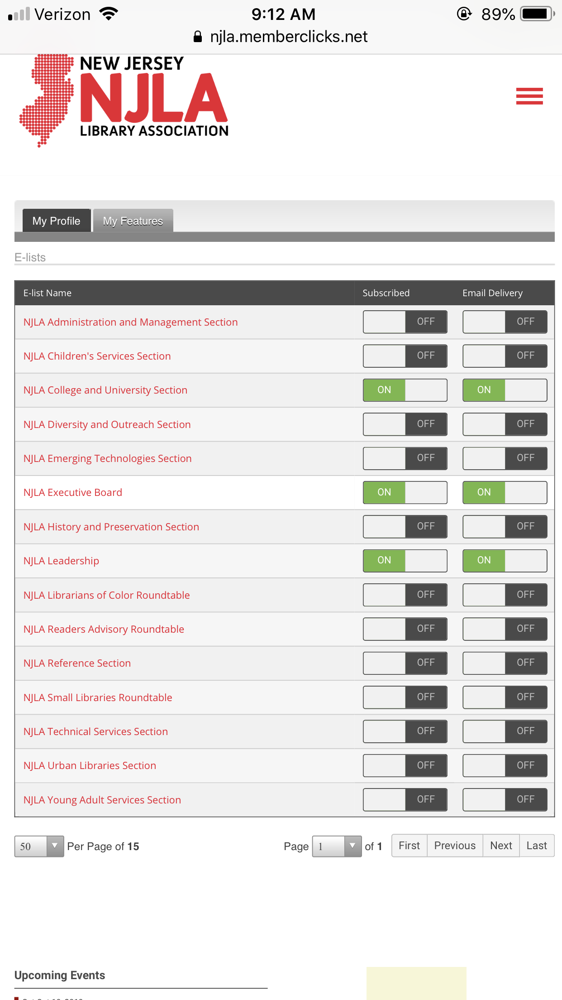 Verizon 9:12 AM 89%
njla.memberclicks.net
NEW JERSEY
NJLA
LIBRARY ASSOCIATION
My Profile My Features
E-lists
E-list Name Subscribed Email Delivery
NJLA Administration and Management Section OFF OFF
NJLA Children's Services Section OFF OFF
NJLA College and University Section ON ON
NJLA Diversity and Outreach Section OFF OFF
NJLA Emerging Technologies Section OFF OFF
NJLA Executive Board ON ON
NJLA History and Preservation Section OFF OFF
NJLA Leadership ON ON
NJLA Librarians of Color Roundtable OFF OFF
NJLA Readers Advisory Roundtable OFF OFF
NJLA Reference Section OFF OFF
NJLA Small Libraries Roundtable OFF OFF
NJLA Technical Services Section OFF OFF
NJLA Urban Libraries Section OFF OFF
NJLA Young Adult Services Section OFF OFF
50 Per Page of 15 Page 1 of 1 First Previous Next Last
Upcoming Events